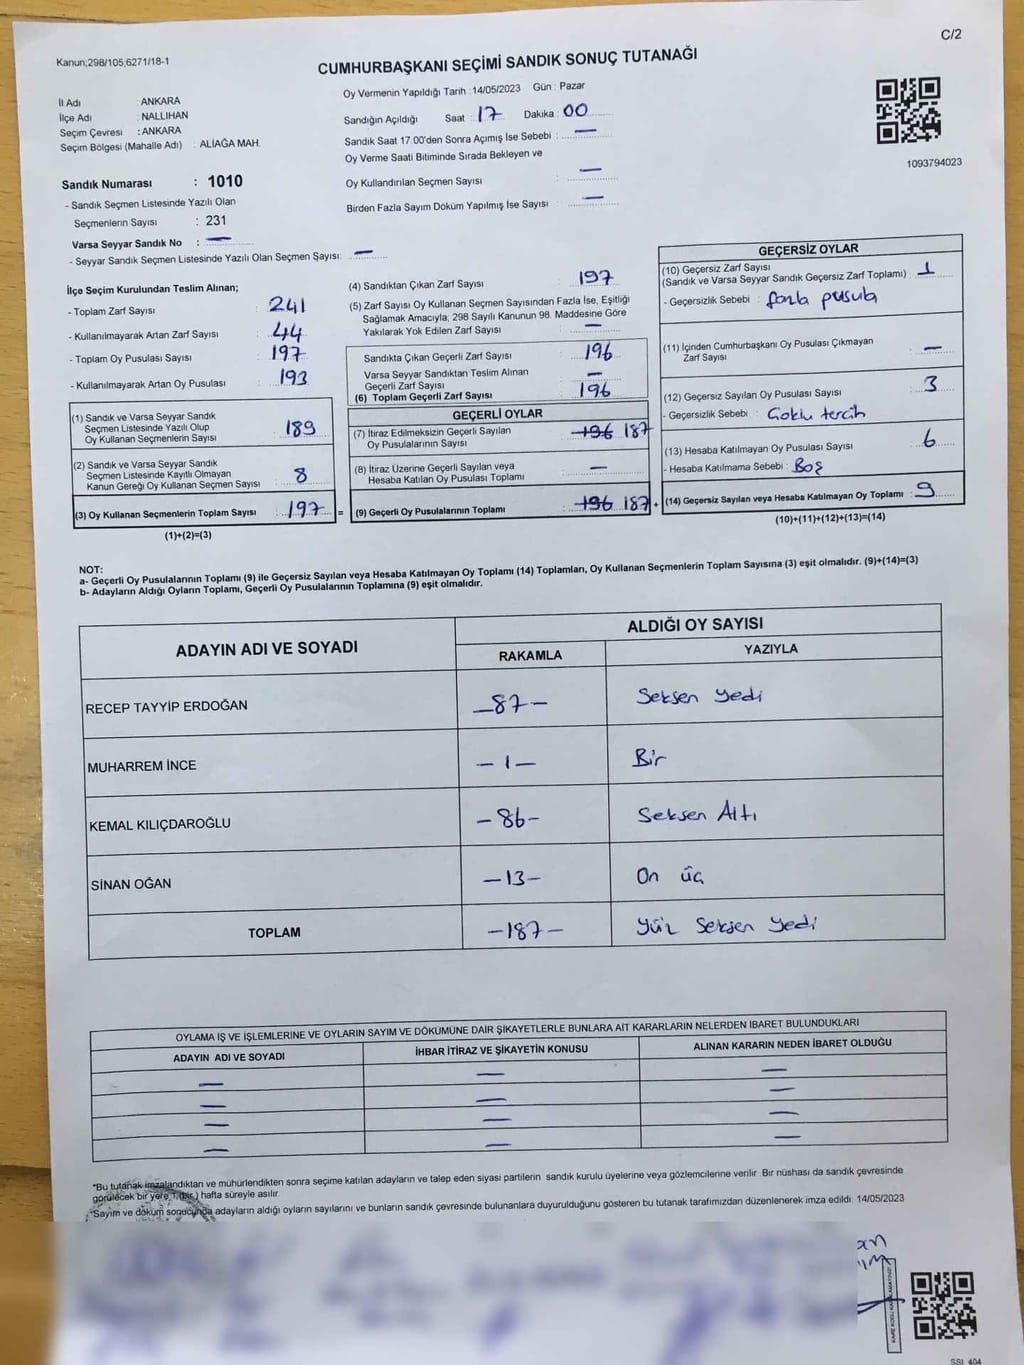 C/2
Kanun;298/105;6271/18-1
CUMHURBAŞKANI SEÇİMİ SANDIK SONUÇ TUTANAĞI
İl Adı : ANKARA
İlçe Adı : NALLIHAN
Seçim Çevresi : ANKARA
Seçim Bölgesi (Mahalle Adı) : ALİAĞA MAH.
Oy Vermenin Yapıldığı Tarih :14/05/2023 Gün : Pazar
Sandığın Açıldığı Saat : 17 Dakika : 00
Sandık Saat 17.00'den Sonra Açımış İse Sebebi : —
Oy Verme Saati Bitiminde Sırada Bekleyen ve
Oy Kullandırılan Seçmen Sayısı : —
Birden Fazla Sayım Döküm Yapılmış İse Sayısı : —
1093794023
Sandık Numarası : 1010
- Sandık Seçmen Listesinde Yazılı Olan
Seçmenlerin Sayısı : 231
Varsa Seyyar Sandık No : —
- Seyyar Sandık Seçmen Listesinde Yazılı Olan Seçmen Sayısı: —
İlçe Seçim Kurulundan Teslim Alınan;
- Toplam Zarf Sayısı : 241
- Kullanılmayarak Artan Zarf Sayısı : 44
- Toplam Oy Pusulası Sayısı : 197
- Kullanılmayarak Artan Oy Pusulası : 193
(1) Sandık ve Varsa Seyyar Sandık
Seçmen Listesinde Yazılı Olup
Oy Kullanan Seçmenlerin Sayısı : 189
(2) Sandık ve Varsa Seyyar Sandık
Seçmen Listesinde Kayıtlı Olmayan
Kanun Gereği Oy Kullanan Seçmen Sayısı : 8
(3) Oy Kullanan Seçmenlerin Toplam Sayısı : 197 =
(1)+(2)=(3)
(4) Sandıktan Çıkan Zarf Sayısı : 197
(5) Zarf Sayısı Oy Kullanan Seçmen Sayısından Fazla İse, Eşitliği
Sağlamak Amacıyla; 298 Sayılı Kanunun 98. Maddesine Göre
Yakılarak Yok Edilen Zarf Sayısı : —
Sandıkta Çıkan Geçerli Zarf Sayısı : 196
Varsa Seyyar Sandıktan Teslim Alınan
Geçerli Zarf Sayısı : —
(6) Toplam Geçerli Zarf Sayısı : 196
GEÇERLİ OYLAR
(7) İtiraz Edilmeksizin Geçerli Sayılan
Oy Pusulalarının Sayısı : 196 187
(8) İtiraz Üzerine Geçerli Sayılan veya
Hesaba Katılan Oy Pusulası Toplamı : —
(9) Geçerli Oy Pusulalarının Toplamı : 196 187 +
GEÇERSİZ OYLAR
(10) Geçersiz Zarf Sayısı
(Sandık ve Varsa Seyyar Sandık Geçersiz Zarf Toplamı) : 1
- Geçersizlik Sebebi : fazla pusula
(11) İçinden Cumhurbaşkanı Oy Pusulası Çıkmayan
Zarf Sayısı : —
(12) Geçersiz Sayılan Oy Pusulası Sayısı : 3
- Geçersizlik Sebebi : Çoklu tercih
(13) Hesaba Katılmayan Oy Pusulası Sayısı : 6
- Hesaba Katılmama Sebebi : Boş
(14) Geçersiz Sayılan veya Hesaba Katılmayan Oy Toplamı : 9
(10)+(11)+(12)+(13)=(14)
NOT:
a- Geçerli Oy Pusulalarının Toplamı (9) ile Geçersiz Sayılan veya Hesaba Katılmayan Oy Toplamı (14) Toplamları, Oy Kullanan Seçmenlerin Toplam Sayısına (3) eşit olmalıdır. (9)+(14)=(3)
b- Adayların Aldığı Oyların Toplamı, Geçerli Oy Pusulalarının Toplamına (9) eşit olmalıdır.
ADAYIN ADI VE SOYADI
ALDIĞI OY SAYISI
RAKAMLA YAZIYLA
RECEP TAYYİP ERDOĞAN —87— Seksen yedi
MUHARREM İNCE —1— Bir
KEMAL KILIÇDAROĞLU —86— Seksen Altı
SİNAN OĞAN —13— On üç
TOPLAM —187— Yüz Seksen Yedi
OYLAMA İŞ VE İŞLEMLERİNE VE OYLARIN SAYIM VE DÖKÜMÜNE DAİR ŞİKAYETLERLE BUNLARA AİT KARARLARIN NELERDEN İBARET BULUNDUKLARI
ADAYIN ADI VE SOYADI İHBAR İTİRAZ VE ŞİKAYETİN KONUSU ALINAN KARARIN NEDEN İBARET OLDUĞU
— — —
— — —
— — —
— — —
*Bu tutanak imzalandıktan ve mühürlendikten sonra seçime katılan adayların ve talep eden siyasi partilerin sandık kurulu üyelerine veya gözlemcilerine verilir. Bir nüshası da sandık çevresinde
görülecek bir yere 1 (bir) hafta süreyle asılır.
*Sayım ve döküm sonucunda adayların aldığı oyların sayılarını ve bunların sandık çevresinde bulunanlara duyurulduğunu gösteren bu tutanak tarafımızdan düzenlenerek imza edildi. 14/05/2023